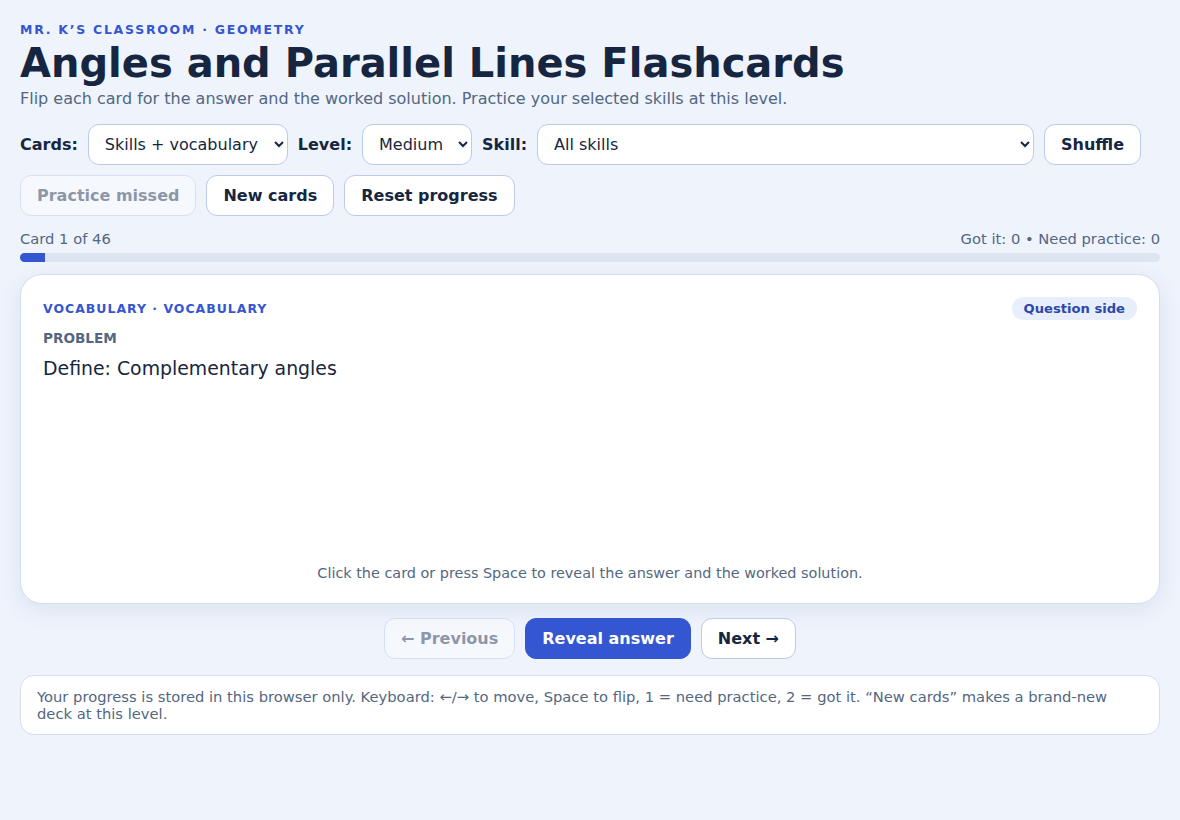 MR. K’S CLASSROOM · GEOMETRY
Angles and Parallel Lines Flashcards
Flip each card for the answer and the worked solution. Practice your selected skills at this level.
Cards: Skills + vocabulary Level: Medium Skill: All skills Shuffle
Practice missed New cards Reset progress
Card 1 of 46 Got it: 0 • Need practice: 0
VOCABULARY · VOCABULARY Question side
PROBLEM
Define: Complementary angles
Click the card or press Space to reveal the answer and the worked solution.
← Previous Reveal answer Next →
Your progress is stored in this browser only. Keyboard: ←/→ to move, Space to flip, 1 = need practice, 2 = got it. “New cards” makes a brand-new
deck at this level.